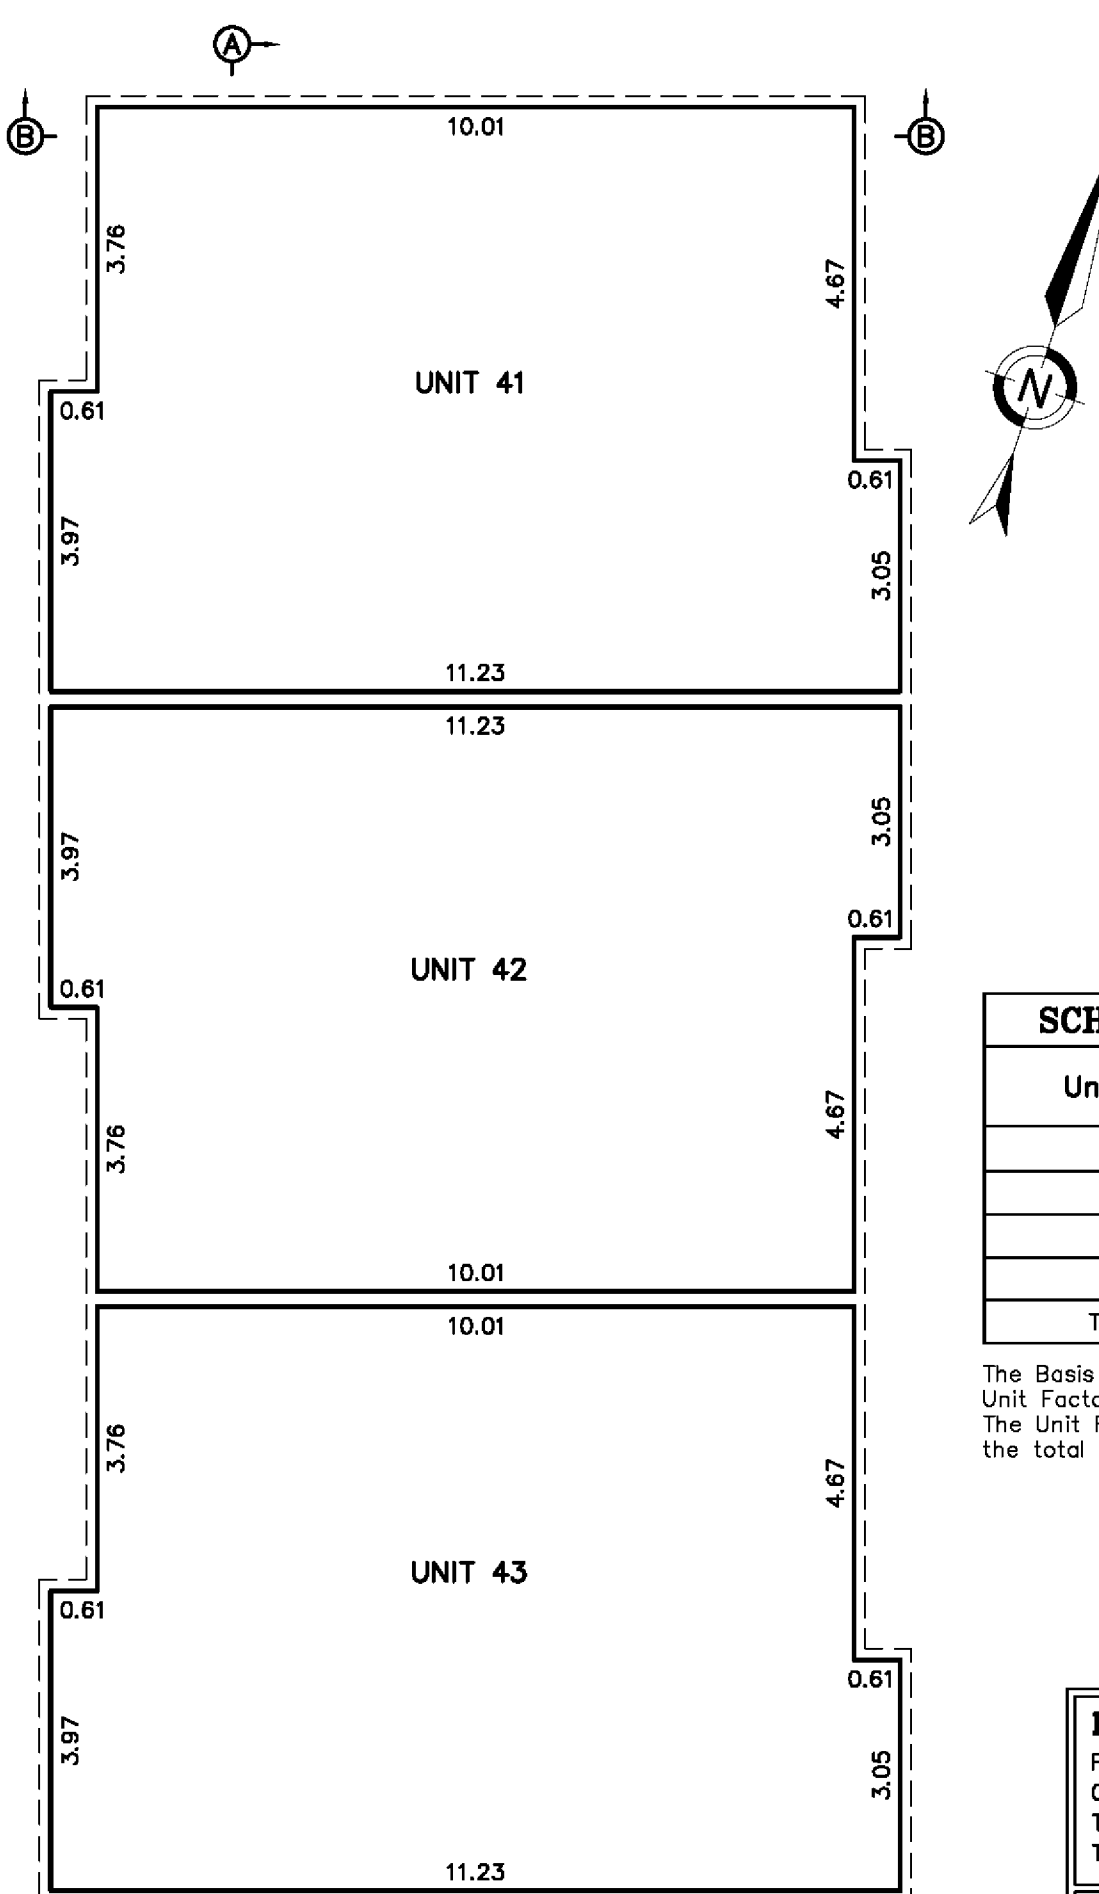 A
B
B
10.01
3.76
4.67
UNIT 41
0.61
0.61
3.97
3.05
11.23
N
11.23
3.97
3.05
0.61
0.61
UNIT 42
3.76
4.67
10.01
SCH
Un
T
The Basis
Unit Facto
The Unit F
the total
10.01
3.76
4.67
UNIT 43
0.61
0.61
3.97
3.05
11.23